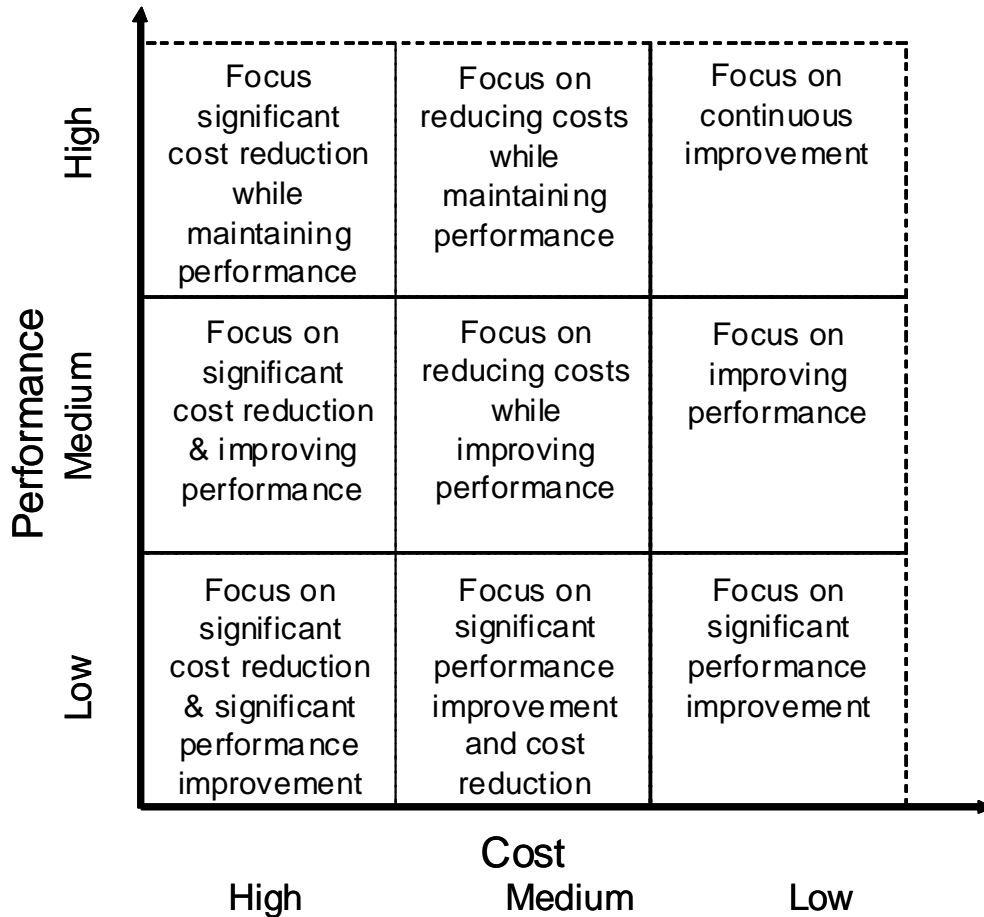 High
Focus
significant
cost reduction
while
maintaining
performance
Focus on
reducing costs
while
maintaining
performance
Focus on
continuous
improvement
Performance
Medium
Focus on
significant
cost reduction
& improving
performance
Focus on
reducing costs
while
improving
performance
Focus on
improving
performance
Low
Focus on
significant
cost reduction
& significant
performance
improvement
Focus on
significant
performance
improvement
and cost
reduction
Focus on
significant
performance
improvement
Cost
High Medium Low